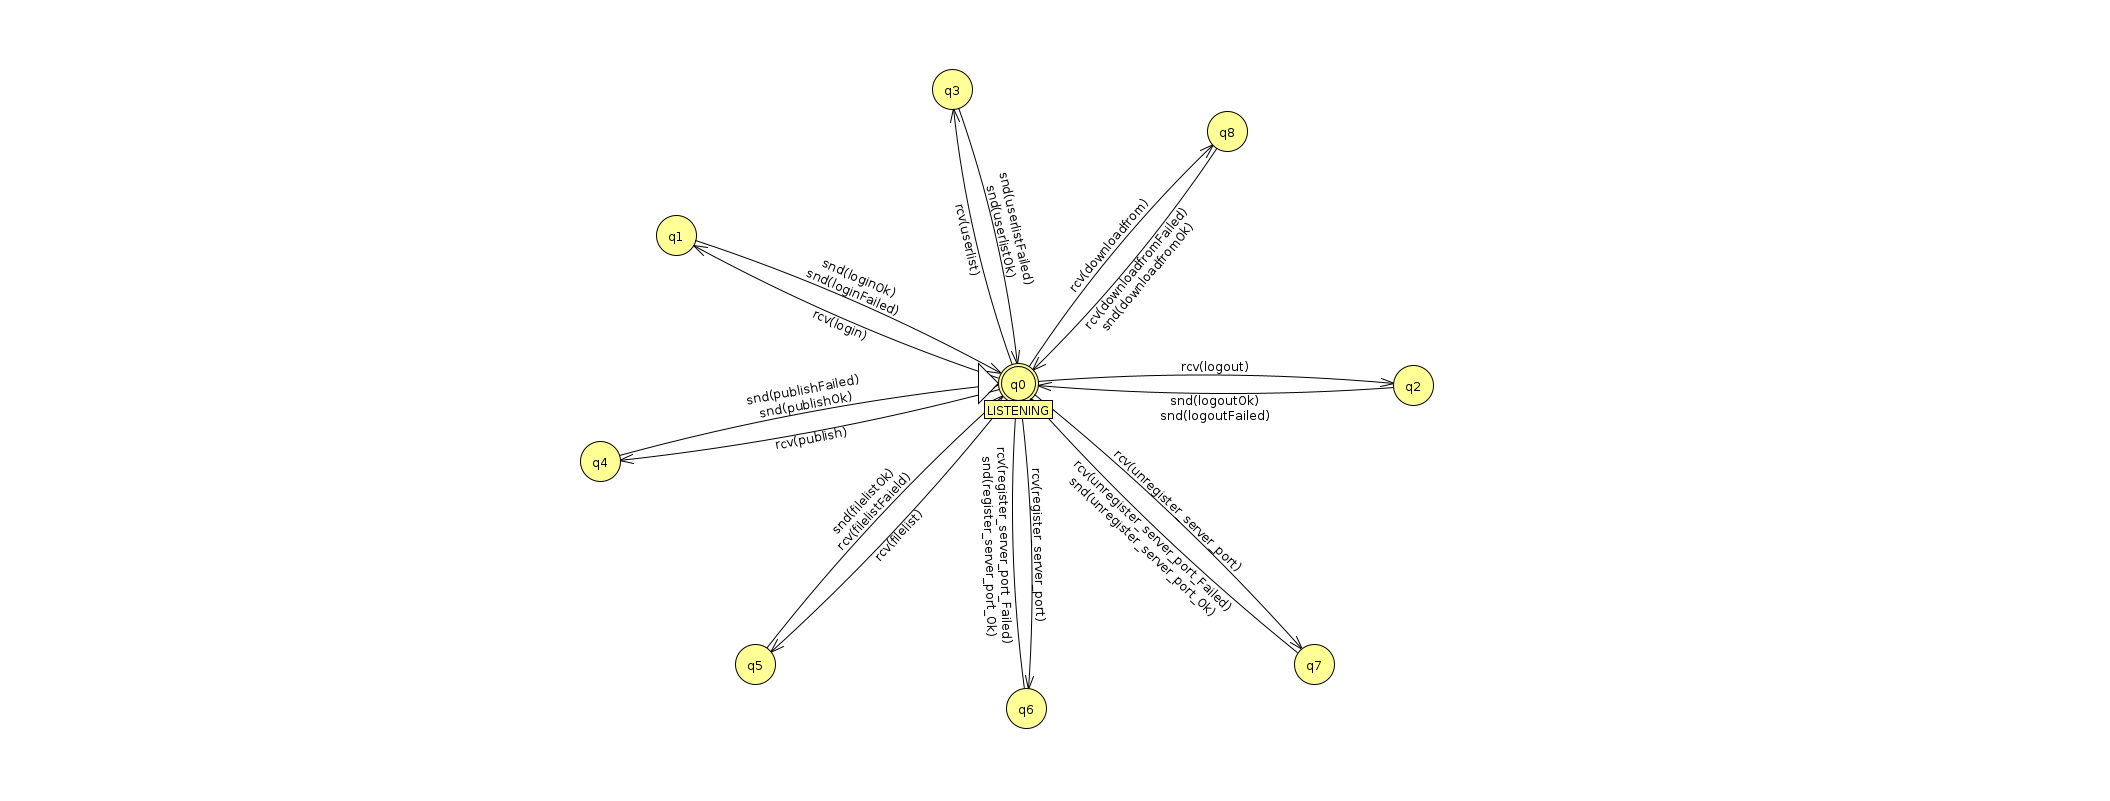 q3
q8
q1
snd(userlistFailed)
snd(userlistOk)
rcv(userlist)
rcv(downloadfrom)
rcv(downloadfromFailed)
snd(downloadfromOk)
snd(loginOk)
snd(loginFailed)
rcv(login)
q0
LISTENING
rcv(logout)
q2
snd(logoutOk)
snd(logoutFailed)
snd(publishFailed)
snd(publishOk)
rcv(publish)
q4
snd(filelistOk)
rcv(filelistFaield)
rcv(filelist)
rcv(register_server_port)
rcv(register_server_port_Failed)
snd(register_server_port_Ok)
rcv(unregister_server_port)
rcv(unregister_server_port_Failed)
snd(unregister_server_port_Ok)
q5
q7
q6